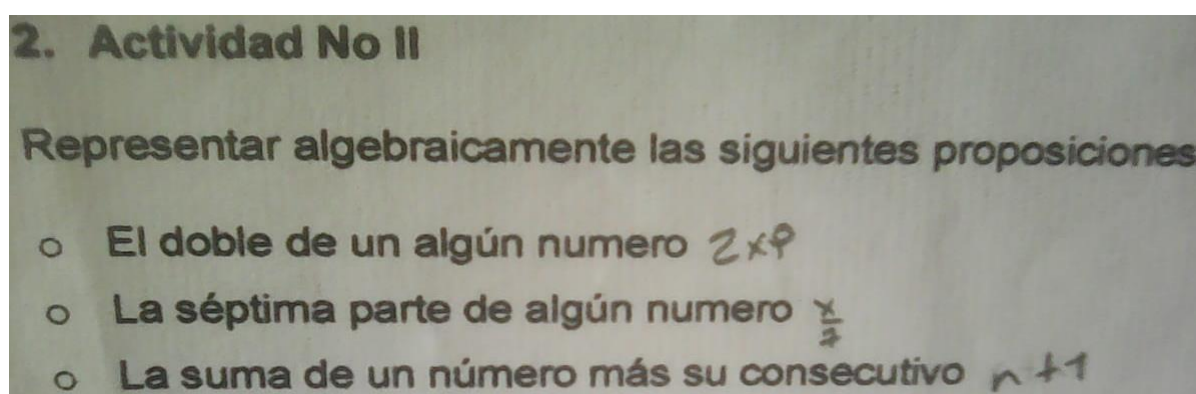 2. Actividad No II
Representar algebraicamente las siguientes proposiciones
o El doble de un algún numero 2xP
o La séptima parte de algún numero x/7
o La suma de un número más su consecutivo n+1